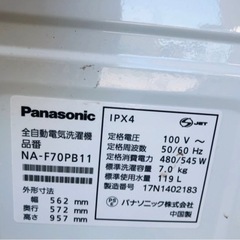 Panasonic
全自動電気洗濯機
品番
NA-F70PB11
外形寸法
幅 562 mm
奥行 572 mm
高さ 957 mm
IPX4
JET
定格電圧 100 V~
定格周波数 50/60 Hz
定格消費電力 480/545 W
標準洗濯容量 7.0 kg
標準水量 119 L
製造番号 17N1402183
パナソニック株式会社
中国製